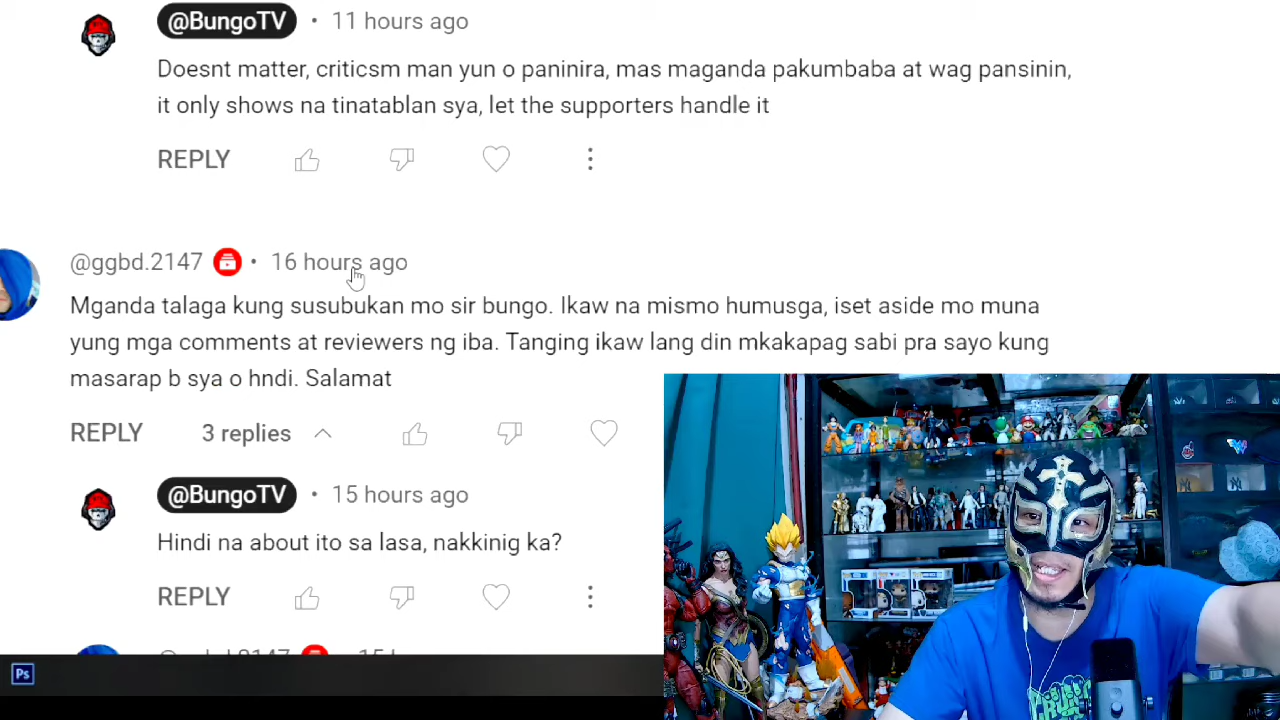 @BungoTV • 11 hours ago
Doesnt matter, criticsm man yun o paninira, mas maganda pakumbaba at wag pansinin,
it only shows na tinatablan sya, let the supporters handle it
REPLY
@ggbd.2147 • 16 hours ago
Mganda talaga kung susubukan mo sir bungo. Ikaw na mismo humusga, iset aside mo muna
yung mga comments at reviewers ng iba. Tanging ikaw lang din mkakapag sabi pra sayo kung
masarap b sya o hndi. Salamat
REPLY 3 replies
@BungoTV • 15 hours ago
Hindi na about ito sa lasa, nakkinig ka?
REPLY
Ps